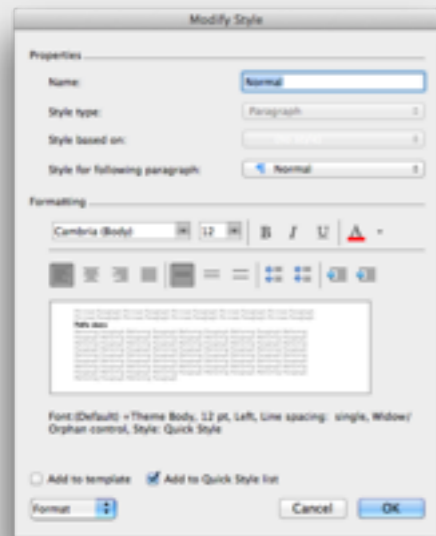 Modify Style
Properties
Name: Normal
Style type: Paragraph
Style based on:
Style for following paragraph: ¶ Normal
Formatting
Cambria (Body) 12 B I U A
Font:(Default) +Theme Body, 12 pt, Left, Line spacing: single, Widow/
Orphan control, Style: Quick Style
Add to template Add to Quick Style list
Format Cancel OK